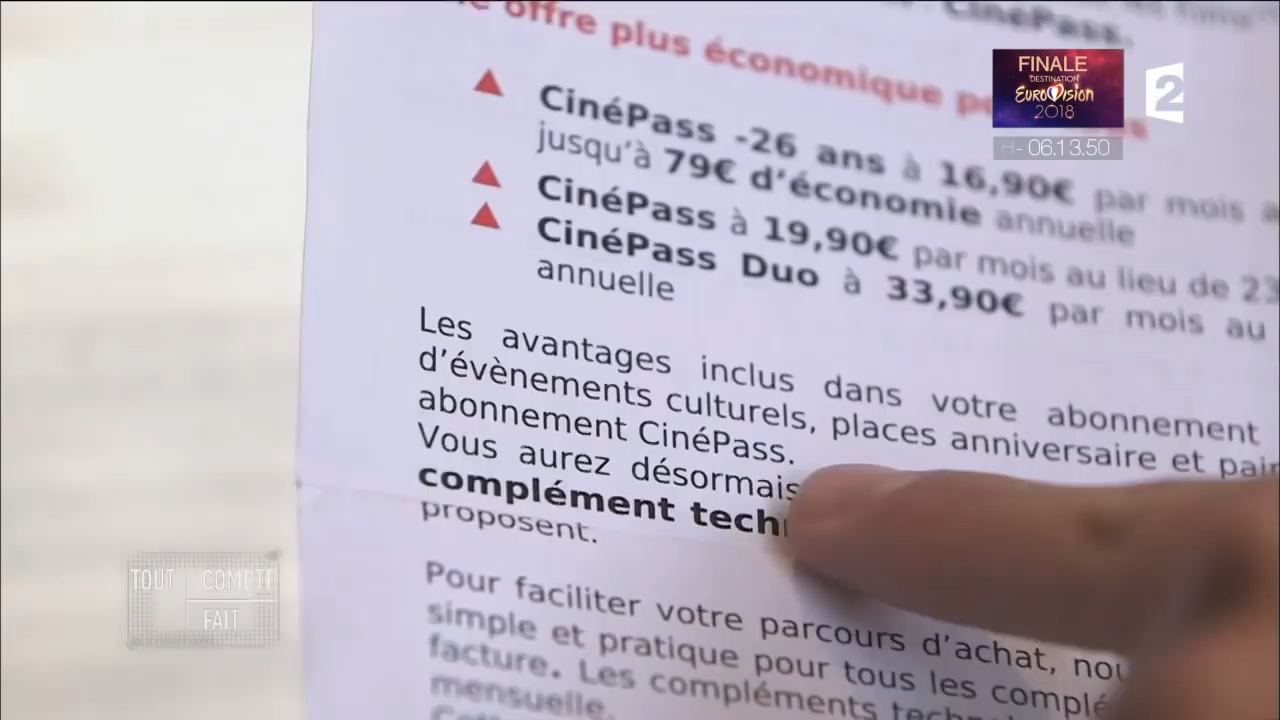 CinéPass.
offre plus économique
FINALE
DESTINATION
EUROVISION
2018
2
H- 06.13.50
CinéPass -26 ans à 16,90€ par mois
jusqu'à 79€ d'économie annuelle
CinéPass à 19,90€ par mois au lieu de 23
CinéPass Duo à 33,90€ par mois au
annuelle
Les avantages inclus dans votre abonnement
d'évènements culturels, places anniversaire et
abonnement CinéPass.
Vous aurez désormais
complément tech
proposent.
TOUT COMPTE
FAIT
Pour faciliter votre parcours d'achat,
simple et pratique pour tous les
facture. Les compléments
mensuelle.